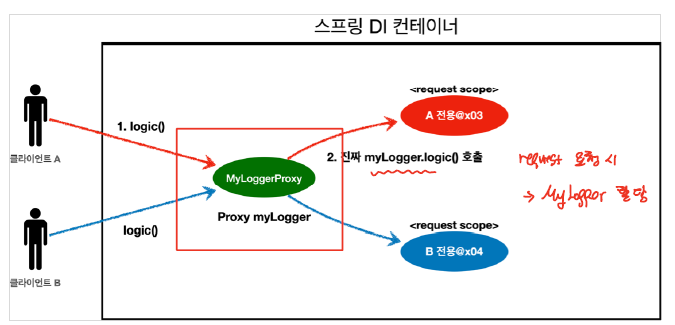 스프링 DI 컨테이너
<request scope>
A 전용@x03
1. logic()
클라이언트 A
2. 진짜 myLogger.logic() 호출
request 요청 시
MyLoggerProxy
→ MyLogger 할당
Proxy myLogger
logic()
<request scope>
B 전용@x04
클라이언트 B